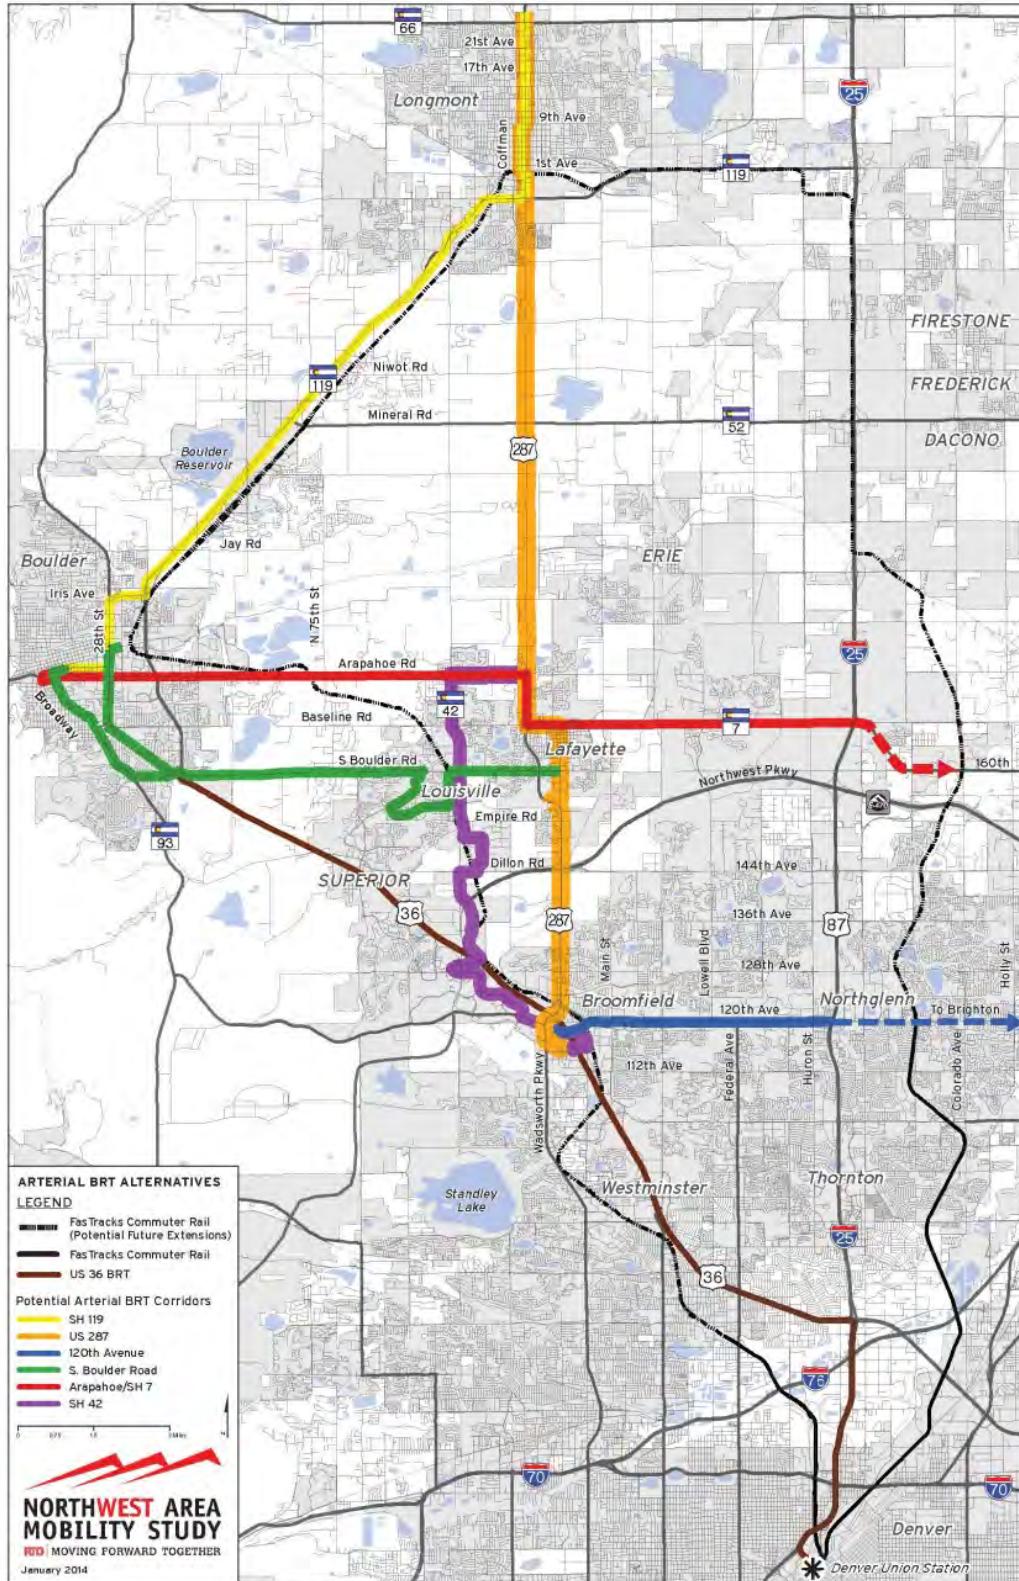 66
21st Ave
17th Ave
25
Longmont
9th Ave
Coffman
1st Ave
119
FIRESTONE
Niwot Rd
119
FREDERICK
Mineral Rd
52
DACONO
287
Boulder
Reservoir
Jay Rd
Boulder
ERIE
Iris Ave
28th St
N 75th St
25
Arapahoe Rd
Broadway
42
Baseline Rd
7
Lafayette
S Boulder Rd
160th
Northwest Pkwy
Louisville
Empire Rd
93
Dillon Rd
144th Ave
SUPERIOR
36
287
136th Ave
87
Main St
Lowell Blvd
128th Ave
Holly St
Broomfield
Northglenn
120th Ave
To Brighton
Wadsworth Pkwy
112th Ave
Federal Ave
Huron St
Colorado Ave
Standley
Lake
Westminster
Thornton
25
36
76
70
70
Denver
Denver Union Station
ARTERIAL BRT ALTERNATIVES
LEGEND
FasTracks Commuter Rail
(Potential Future Extensions)
FasTracks Commuter Rail
US 36 BRT
Potential Arterial BRT Corridors
SH 119
US 287
120th Avenue
S. Boulder Road
Arapahoe/SH 7
SH 42
NORTHWEST AREA
MOBILITY STUDY
RTD MOVING FORWARD TOGETHER
January 2014